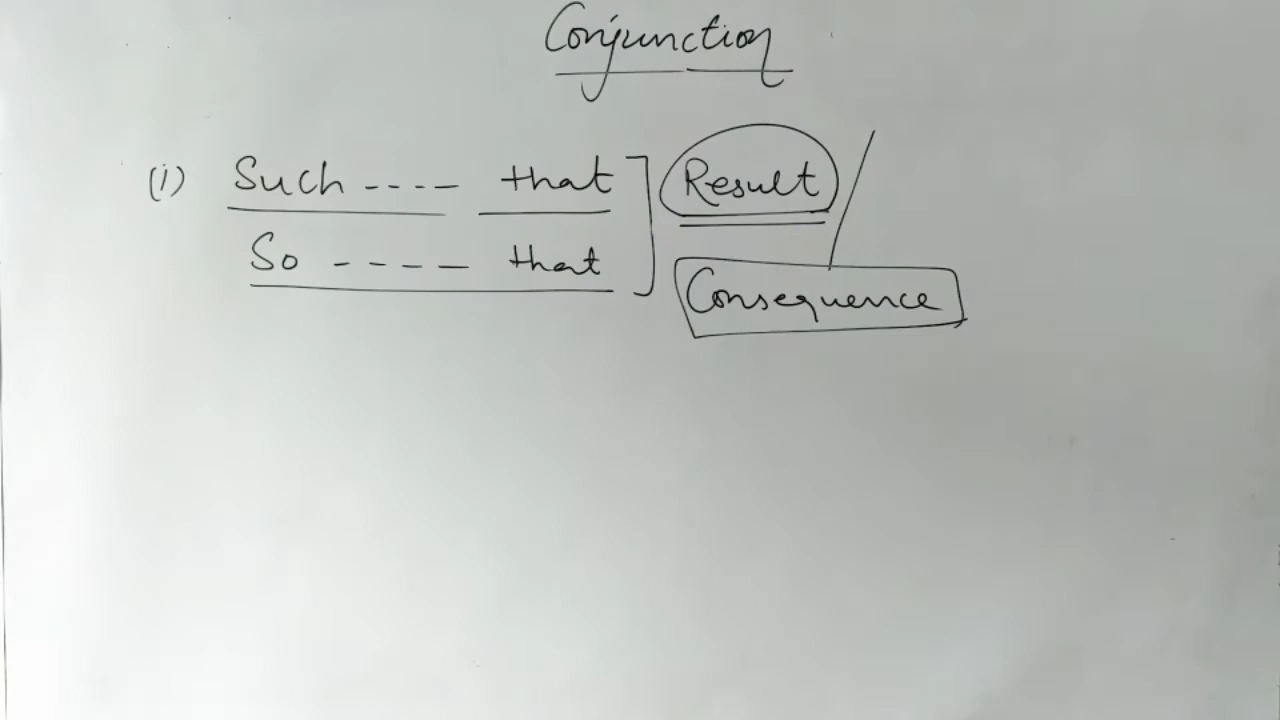 Conjunction
(i) Such ---- that ] Result /
So ---- that Consequence